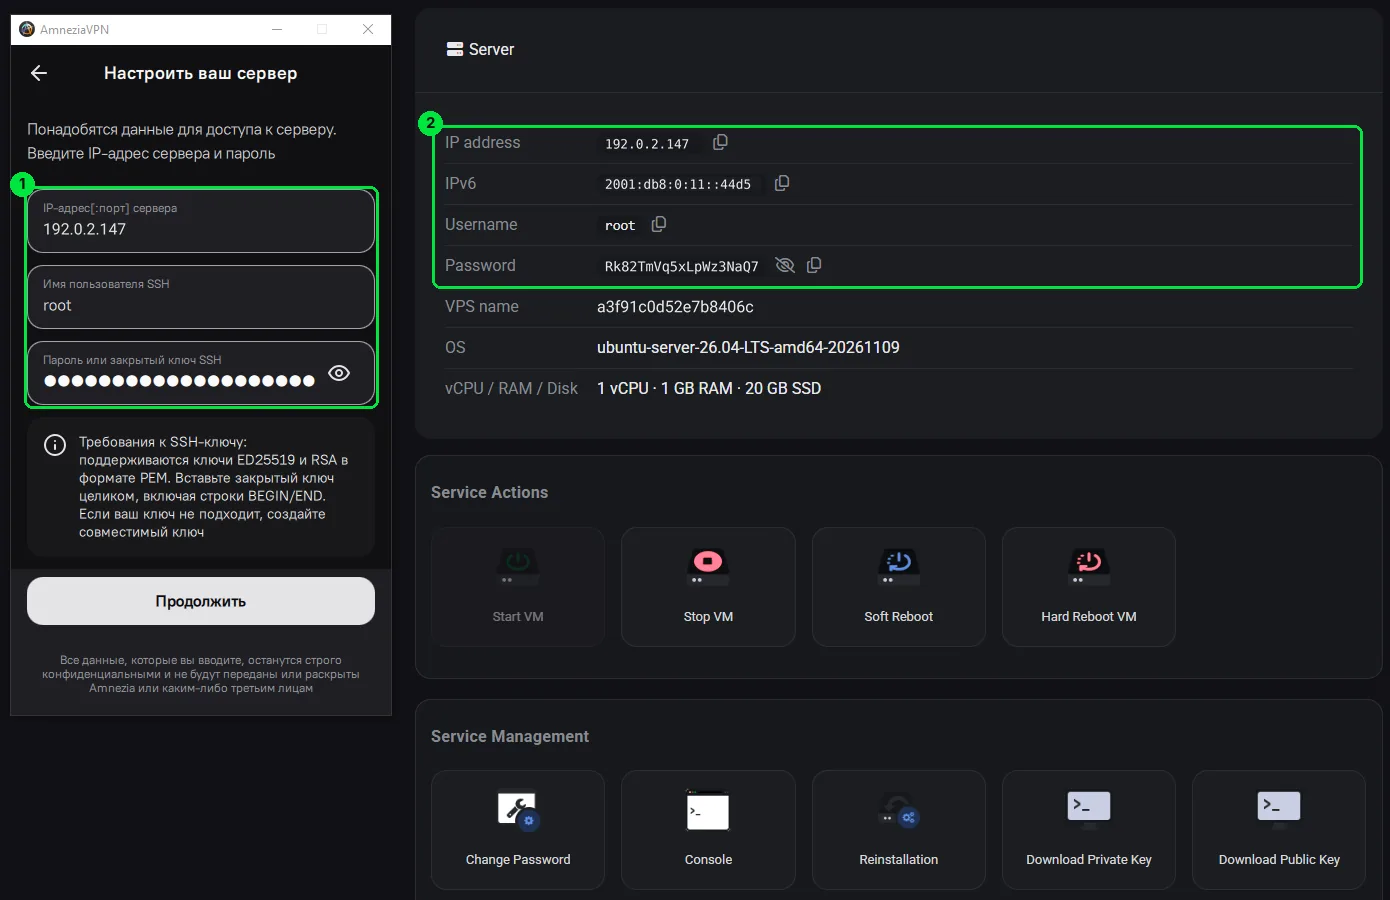 AmneziaVPN
Настроить ваш сервер
Понадобятся данные для доступа к серверу.
Введите IP-адрес сервера и пароль
1
IP-адрес[:порт] сервера
192.0.2.147
Имя пользователя SSH
root
Пароль или закрытый ключ SSH
●●●●●●●●●●●●●●●●●●●●
Требования к SSH-ключу:
поддерживаются ключи ED25519 и RSA в
формате PEM. Вставьте закрытый ключ
целиком, включая строки BEGIN/END.
Если ваш ключ не подходит, создайте
совместимый ключ
Продолжить
Все данные, которые вы вводите, останутся строго
конфиденциальными и не будут переданы или раскрыты
Amnezia или каким-либо третьим лицам
Server
2
IP address 192.0.2.147
IPv6 2001:db8:0:11::44d5
Username root
Password Rk82TmVq5xLpWz3NaQ7
VPS name a3f91c0d52e7b8406c
OS ubuntu-server-26.04-LTS-amd64-20261109
vCPU / RAM / Disk 1 vCPU · 1 GB RAM · 20 GB SSD
Service Actions
Start VM
Stop VM
Soft Reboot
Hard Reboot VM
Service Management
Change Password
Console
Reinstallation
Download Private Key
Download Public Key